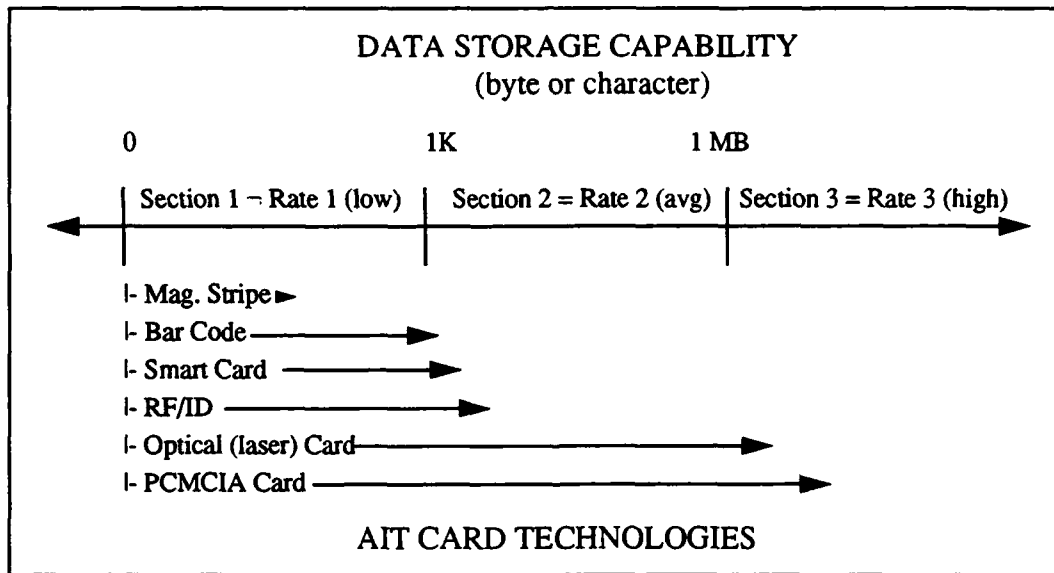 DATA STORAGE CAPABILITY
(byte or character)
0 1K 1 MB
Section 1 ¬ Rate 1 (low) Section 2 = Rate 2 (avg) Section 3 = Rate 3 (high)
|- Mag. Stripe
|- Bar Code
|- Smart Card
|- RF/ID
|- Optical (laser) Card
|- PCMCIA Card
AIT CARD TECHNOLOGIES